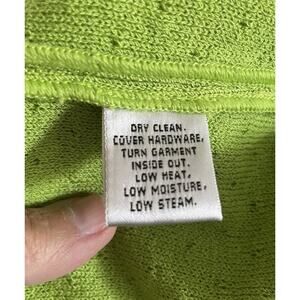 DRY CLEAN.
COVER HARDWARE,
TURN GARMENT
INSIDE OUT.
LOW HEAT,
LOW MOISTURE,
LOW STEAM.